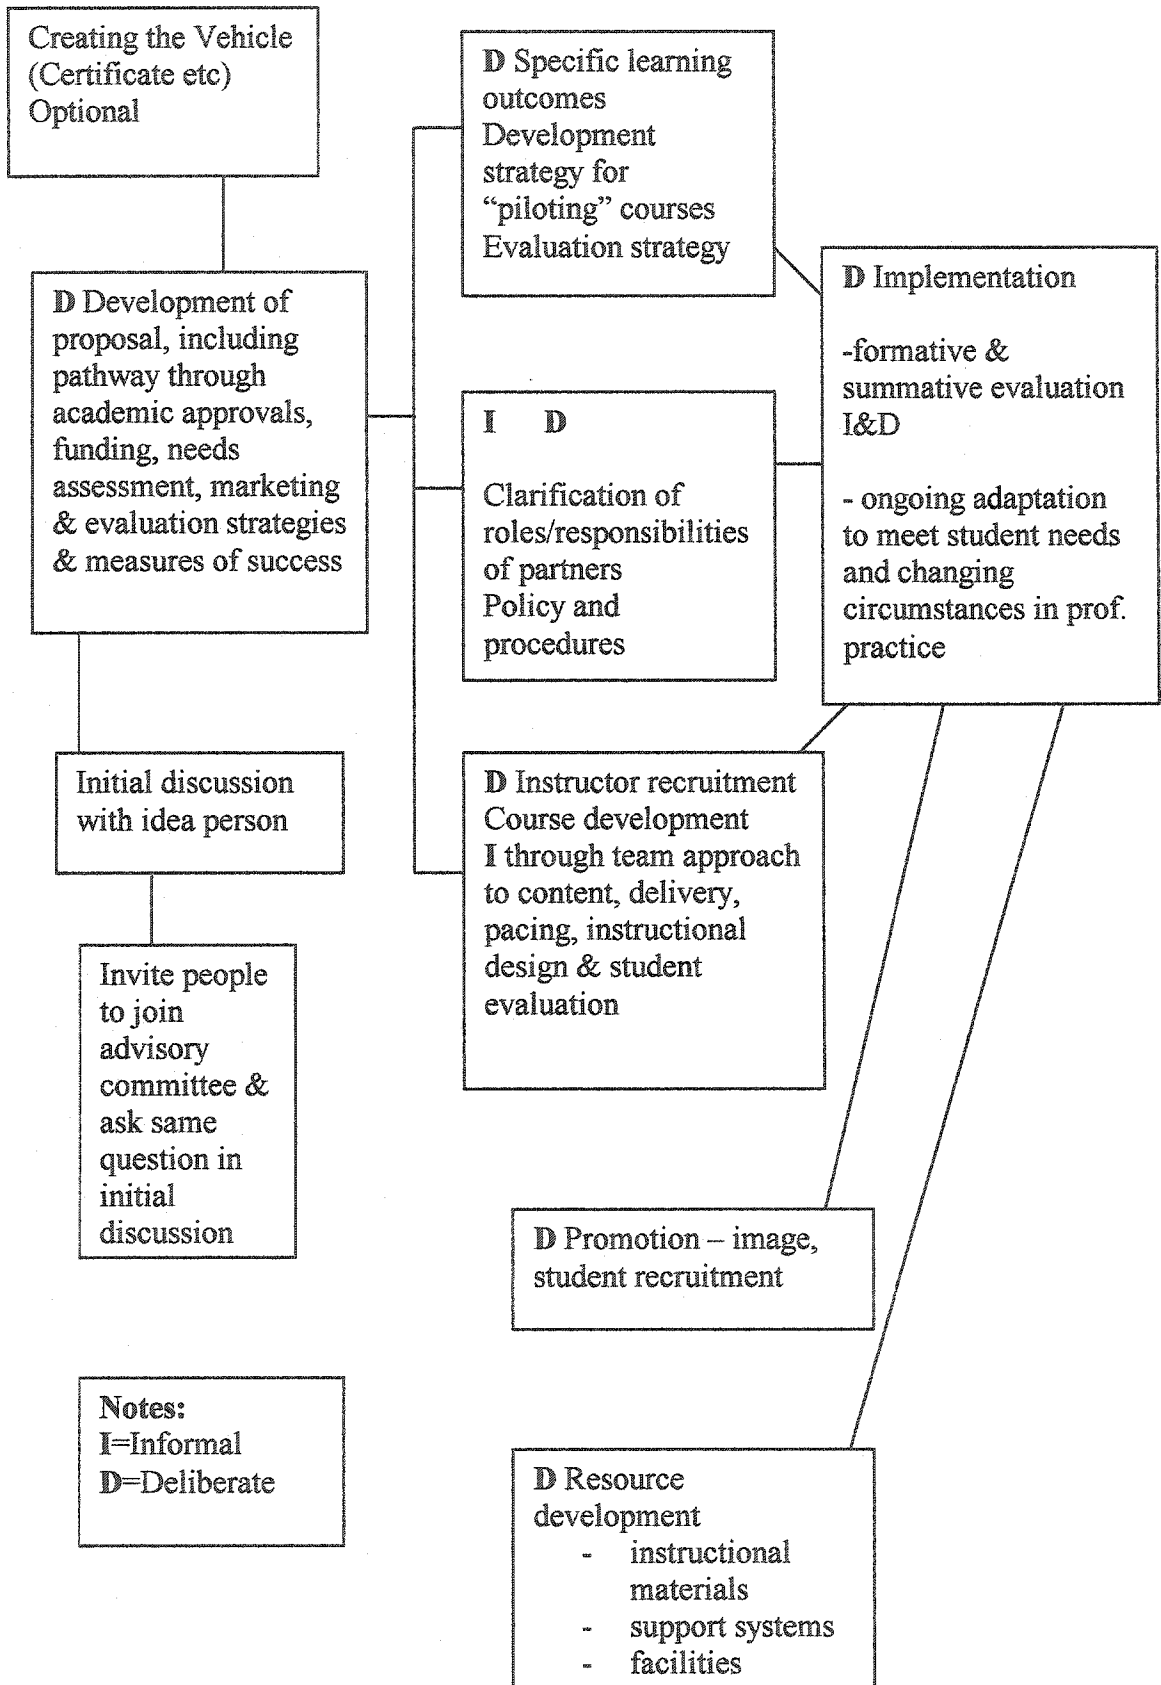 Creating the Vehicle
(Certificate etc)
Optional
D Development of
proposal, including
pathway through
academic approvals,
funding, needs
assessment, marketing
& evaluation strategies
& measures of success
Initial discussion
with idea person
Invite people
to join
advisory
committee &
ask same
question in
initial
discussion
Notes:
I=Informal
D=Deliberate
D Specific learning
outcomes
Development
strategy for
“piloting” courses
Evaluation strategy
I D
Clarification of
roles/responsibilities
of partners
Policy and
procedures
D Instructor recruitment
Course development
I through team approach
to content, delivery,
pacing, instructional
design & student
evaluation
D Promotion – image,
student recruitment
D Resource
development
- instructional
materials
- support systems
- facilities
D Implementation
-formative &
summative evaluation
I&D
- ongoing adaptation
to meet student needs
and changing
circumstances in prof.
practice